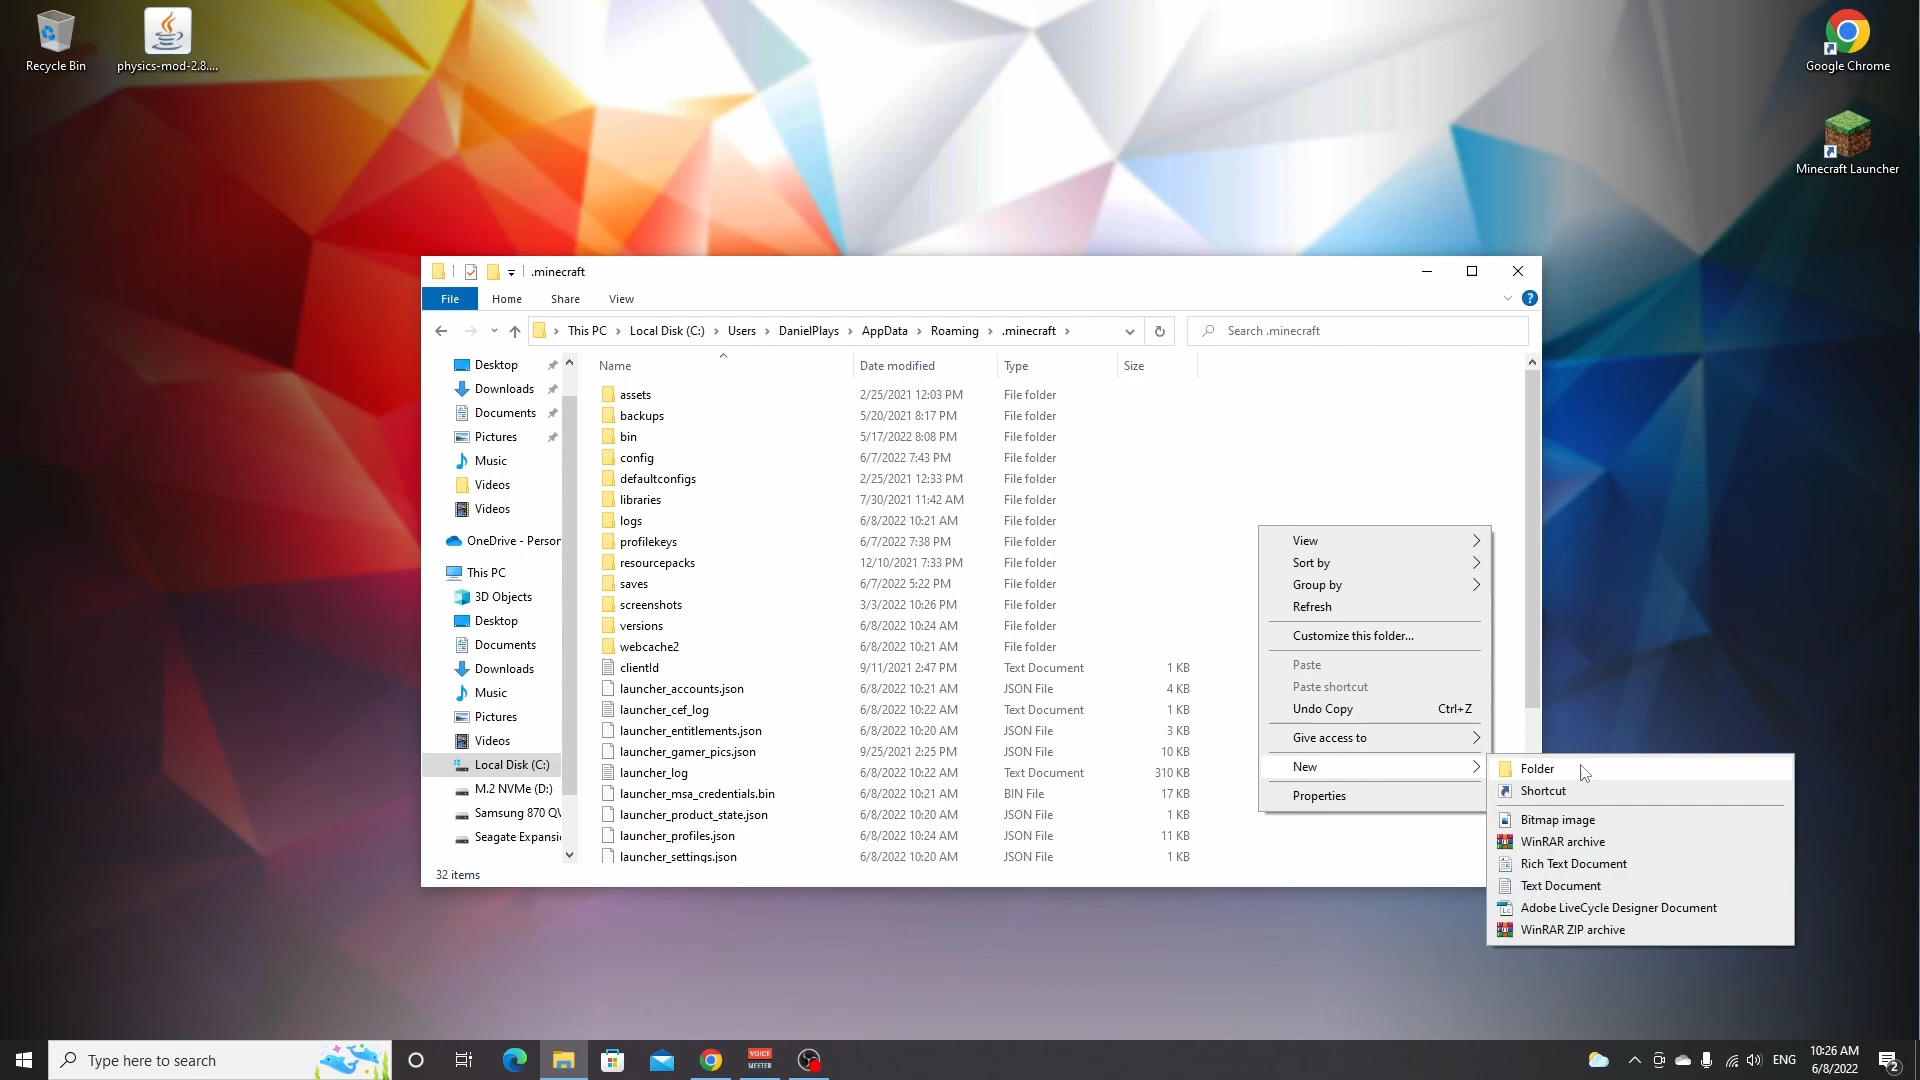 Recycle Bin
physics-mod-2.8....
Google Chrome
Minecraft Launcher
.minecraft
File
Home
Share
View
This PC
Local Disk (C:)
Users
DanielPlays
AppData
Roaming
.minecraft
Search .minecraft
Desktop
Downloads
Documents
Pictures
Music
Videos
Videos
OneDrive - Person
This PC
3D Objects
Desktop
Documents
Downloads
Music
Pictures
Videos
Local Disk (C:)
M.2 NVMe (D:)
Samsung 870 QV
Seagate Expansi
Name Date modified Type Size
assets 2/25/2021 12:03 PM File folder
backups 5/20/2021 8:17 PM File folder
bin 5/17/2022 8:08 PM File folder
config 6/7/2022 7:43 PM File folder
defaultconfigs 2/25/2021 12:33 PM File folder
libraries 7/30/2021 11:42 AM File folder
logs 6/8/2022 10:21 AM File folder
profilekeys 6/7/2022 7:38 PM File folder
resourcepacks 12/10/2021 7:33 PM File folder
saves 6/7/2022 5:22 PM File folder
screenshots 3/3/2022 10:26 PM File folder
versions 6/8/2022 10:24 AM File folder
webcache2 6/8/2022 10:21 AM File folder
clientId 9/11/2021 2:47 PM Text Document 1 KB
launcher_accounts.json 6/8/2022 10:21 AM JSON File 4 KB
launcher_cef_log 6/8/2022 10:22 AM Text Document 1 KB
launcher_entitlements.json 6/8/2022 10:20 AM JSON File 3 KB
launcher_gamer_pics.json 9/25/2021 2:25 PM JSON File 10 KB
launcher_log 6/8/2022 10:22 AM Text Document 310 KB
launcher_msa_credentials.bin 6/8/2022 10:21 AM BIN File 17 KB
launcher_product_state.json 6/8/2022 10:20 AM JSON File 1 KB
launcher_profiles.json 6/8/2022 10:24 AM JSON File 11 KB
launcher_settings.json 6/8/2022 10:20 AM JSON File 1 KB
32 items
View
Sort by
Group by
Refresh
Customize this folder...
Paste
Paste shortcut
Undo Copy Ctrl+Z
Give access to
New
Properties
Folder
Shortcut
Bitmap image
WinRAR archive
Rich Text Document
Text Document
Adobe LiveCycle Designer Document
WinRAR ZIP archive
Type here to search
VOICE
MEETER
ENG
10:26 AM
6/8/2022
2